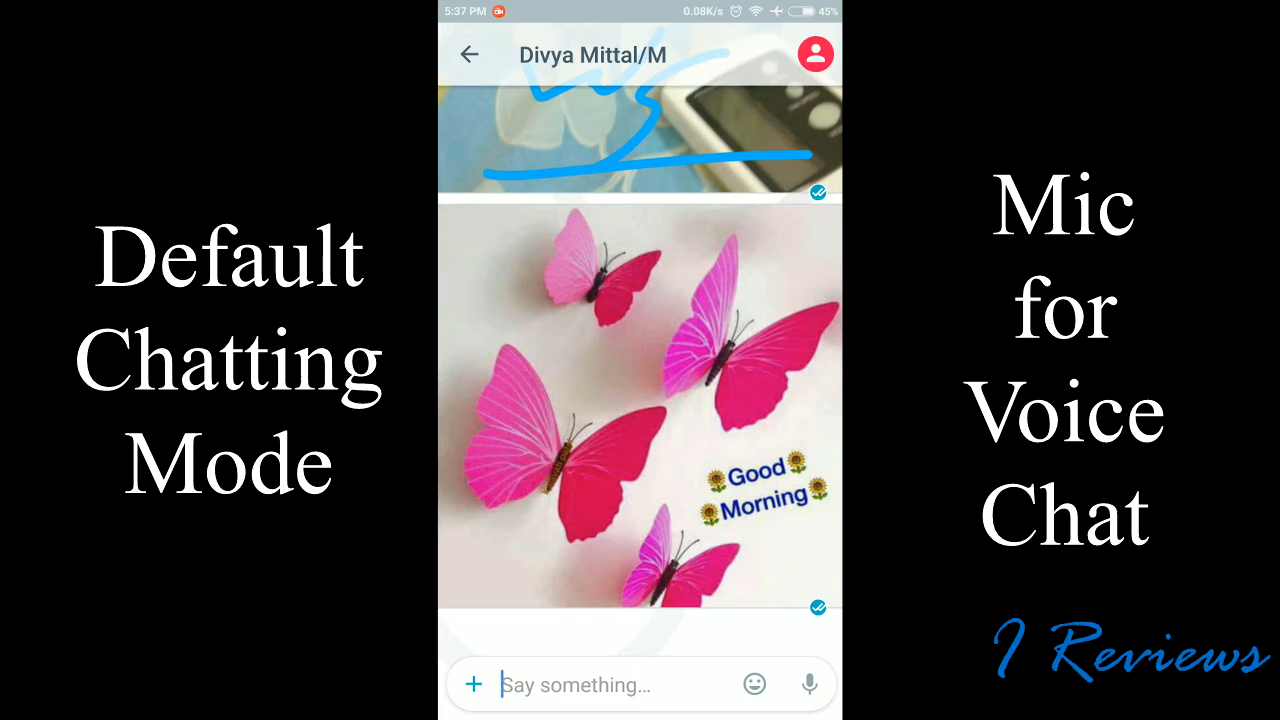 5:37 PM 0.08K/s 45%
Divya Mittal/M
Default
Chatting
Mode
Good
Morning
Say something...
Mic
for
Voice
Chat
I Reviews